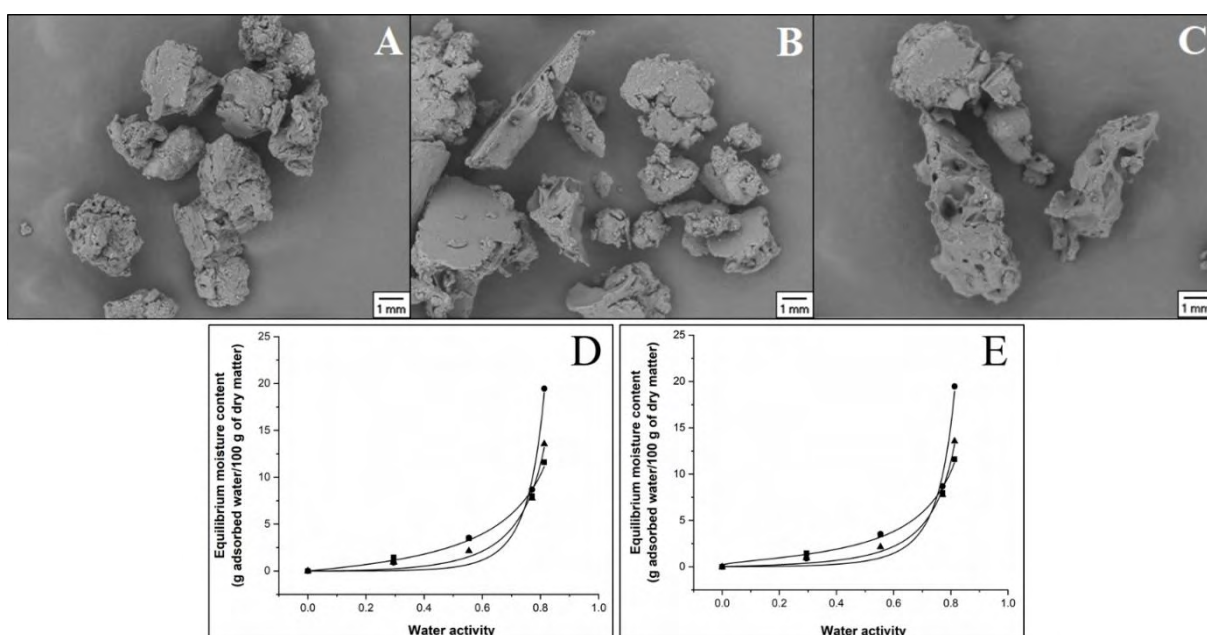 A
B
C
1 mm
1 mm
1 mm
D
25
20
15
10
5
0
Equilibrium moisture content
(g adsorbed water/100 g of dry matter)
0.0 0.2 0.4 0.6 0.8 1.0
Water activity
E
25
20
15
10
5
0
Equilibrium moisture content
(g adsorbed water/100 g of dry matter)
0.0 0.2 0.4 0.6 0.8 1.0
Water activity